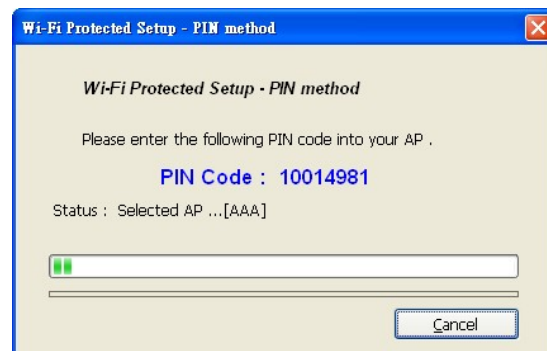 Wi-Fi Protected Setup - PIN method
Wi-Fi Protected Setup - PIN method
Please enter the following PIN code into your AP .
PIN Code : 10014981
Status : Selected AP ...[AAA]
Cancel